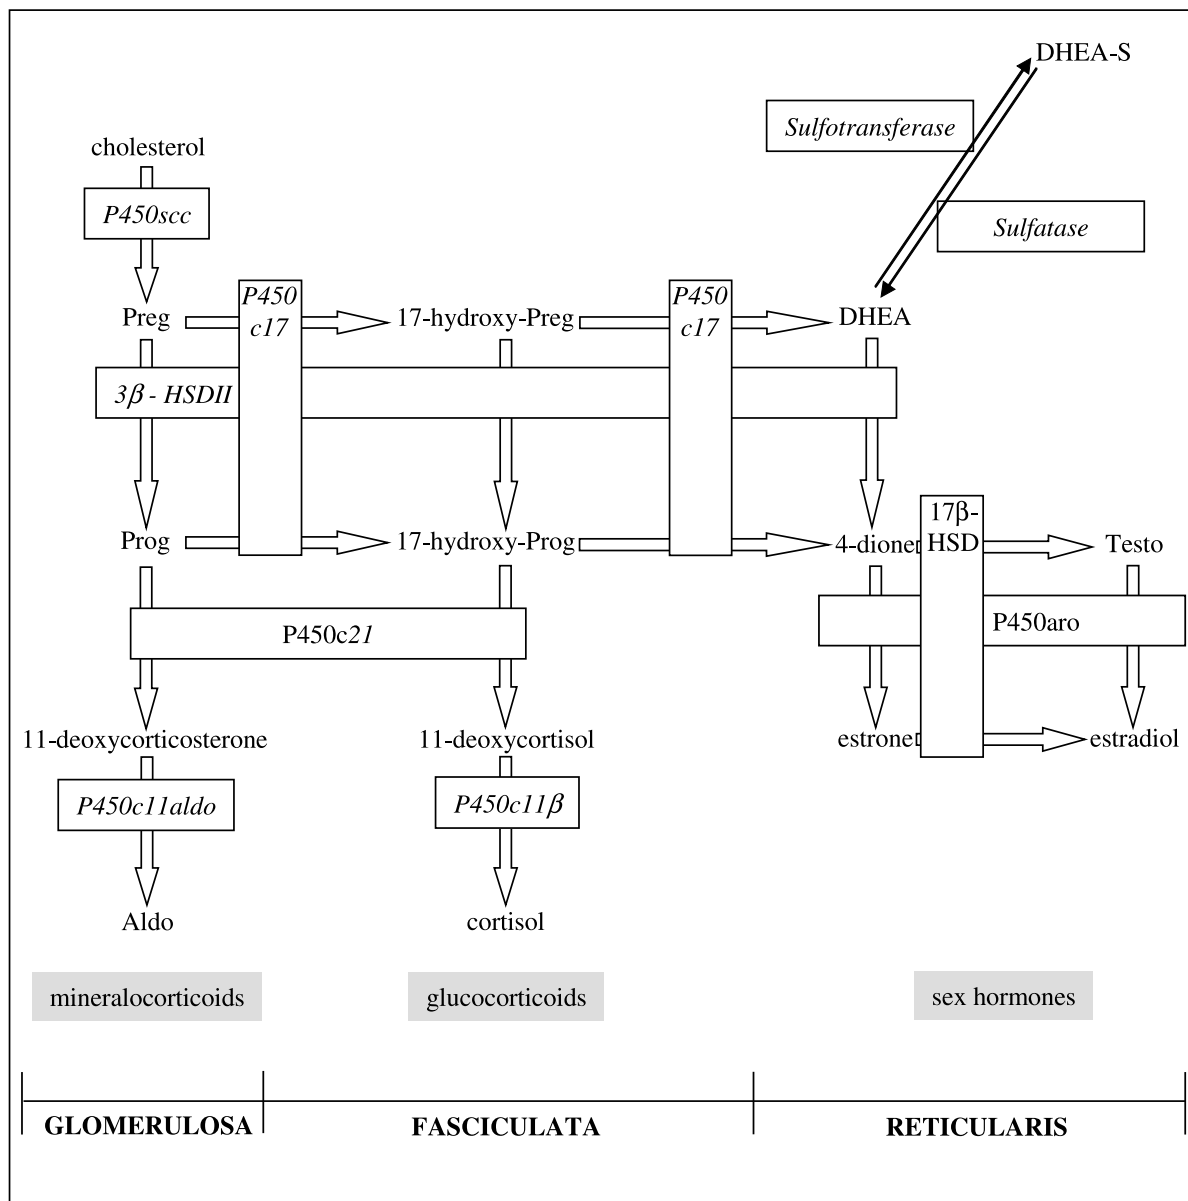 DHEA-S
Sulfotransferase
cholesterol
P450scc
Sulfatase
Preg
P450
c17
17-hydroxy-Preg
P450
c17
DHEA
3β - HSDII
Prog
17-hydroxy-Prog
4-dione
17β-
HSD
Testo
P450c21
P450aro
11-deoxycorticosterone
11-deoxycortisol
estrone
estradiol
P450c11aldo
P450c11β
Aldo
cortisol
mineralocorticoids
glucocorticoids
sex hormones
GLOMERULOSA
FASCICULATA
RETICULARIS